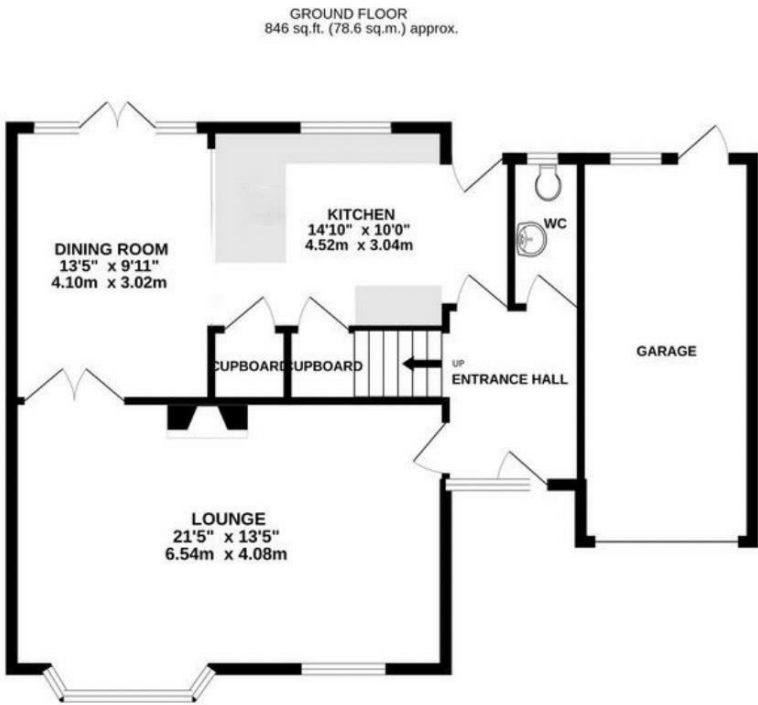 GROUND FLOOR
846 sq.ft. (78.6 sq.m.) approx.
KITCHEN
14'10" x 10'0"
4.52m x 3.04m
WC
DINING ROOM
13'5" x 9'11"
4.10m x 3.02m
GARAGE
CUPBOARD
CUPBOARD
UP
ENTRANCE HALL
LOUNGE
21'5" x 13'5"
6.54m x 4.08m